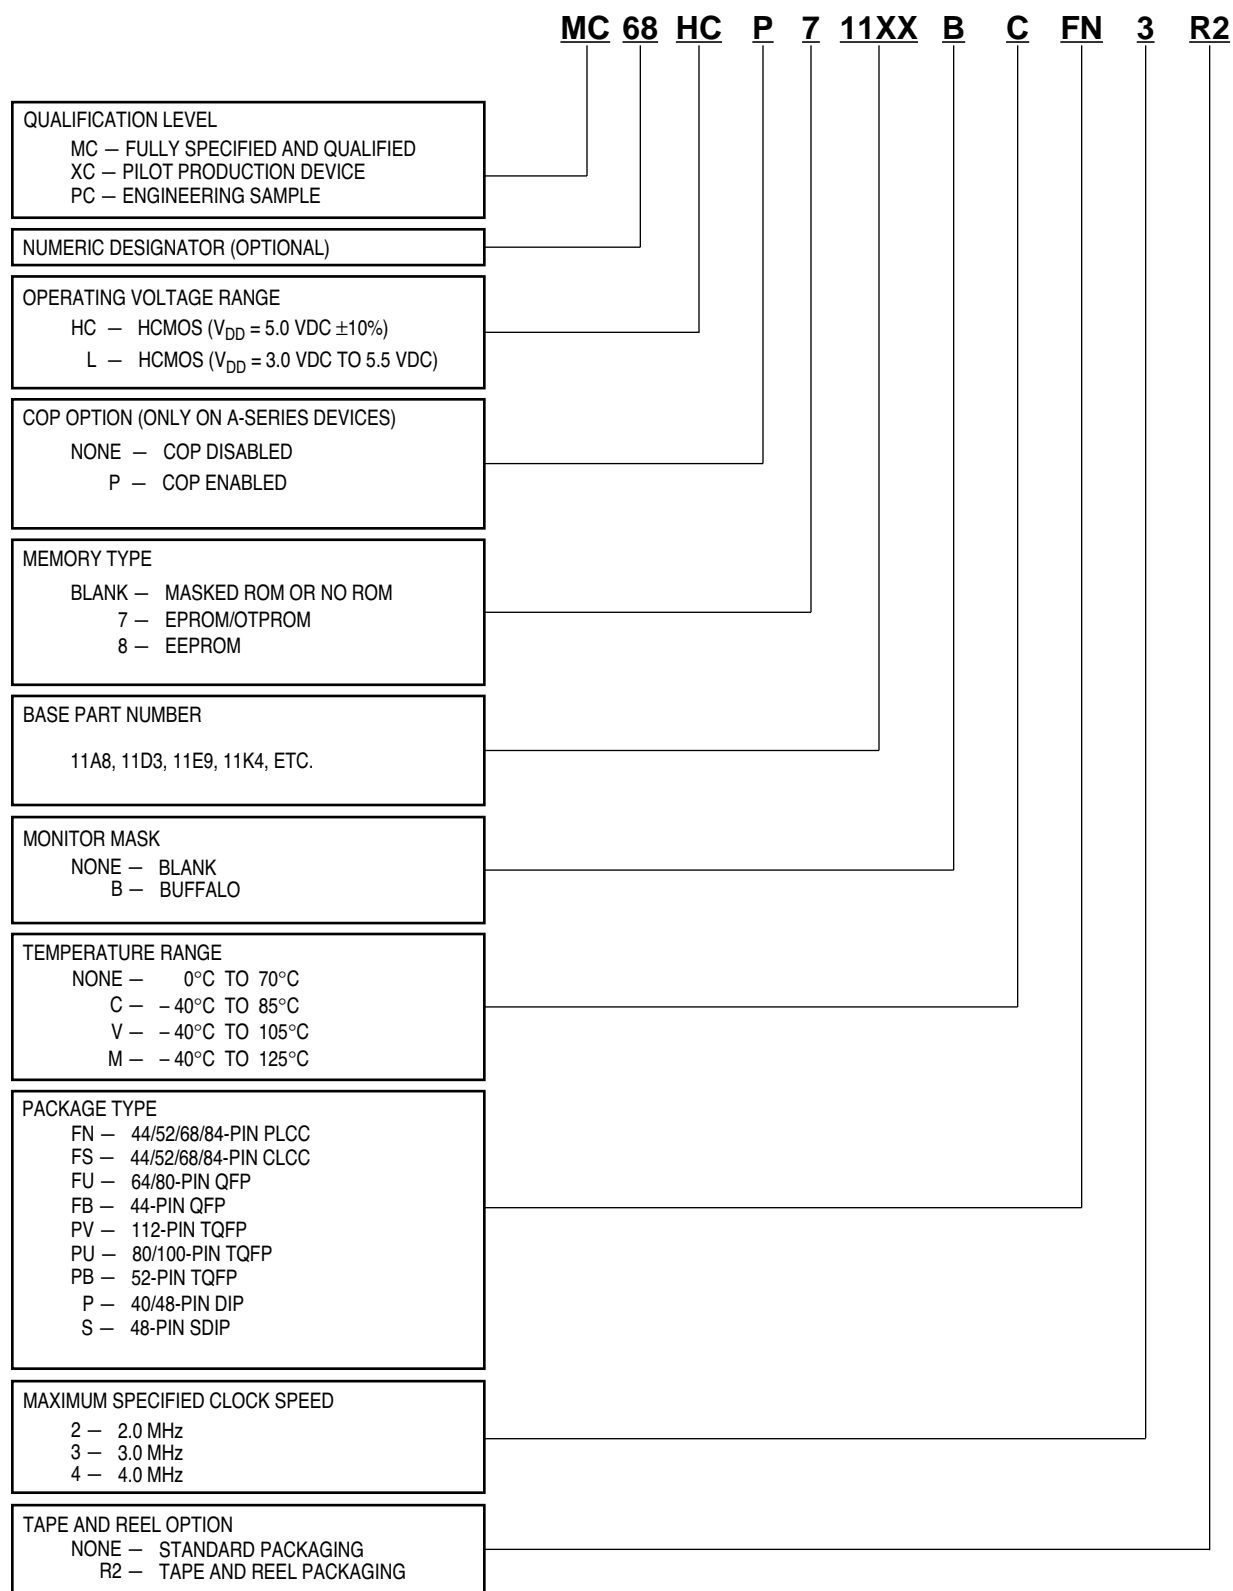 MC 68 HC P 7 11XX B C FN 3 R2
QUALIFICATION LEVEL
MC — FULLY SPECIFIED AND QUALIFIED
XC — PILOT PRODUCTION DEVICE
PC — ENGINEERING SAMPLE
NUMERIC DESIGNATOR (OPTIONAL)
OPERATING VOLTAGE RANGE
HC — HCMOS (VDD = 5.0 VDC ±10%)
L — HCMOS (VDD = 3.0 VDC TO 5.5 VDC)
COP OPTION (ONLY ON A-SERIES DEVICES)
NONE — COP DISABLED
P — COP ENABLED
MEMORY TYPE
BLANK — MASKED ROM OR NO ROM
7 — EPROM/OTPROM
8 — EEPROM
BASE PART NUMBER
11A8, 11D3, 11E9, 11K4, ETC.
MONITOR MASK
NONE — BLANK
B — BUFFALO
TEMPERATURE RANGE
NONE — 0°C TO 70°C
C — – 40°C TO 85°C
V — – 40°C TO 105°C
M — – 40°C TO 125°C
PACKAGE TYPE
FN — 44/52/68/84-PIN PLCC
FS — 44/52/68/84-PIN CLCC
FU — 64/80-PIN QFP
FB — 44-PIN QFP
PV — 112-PIN TQFP
PU — 80/100-PIN TQFP
PB — 52-PIN TQFP
P — 40/48-PIN DIP
S — 48-PIN SDIP
MAXIMUM SPECIFIED CLOCK SPEED
2 — 2.0 MHz
3 — 3.0 MHz
4 — 4.0 MHz
TAPE AND REEL OPTION
NONE — STANDARD PACKAGING
R2 — TAPE AND REEL PACKAGING